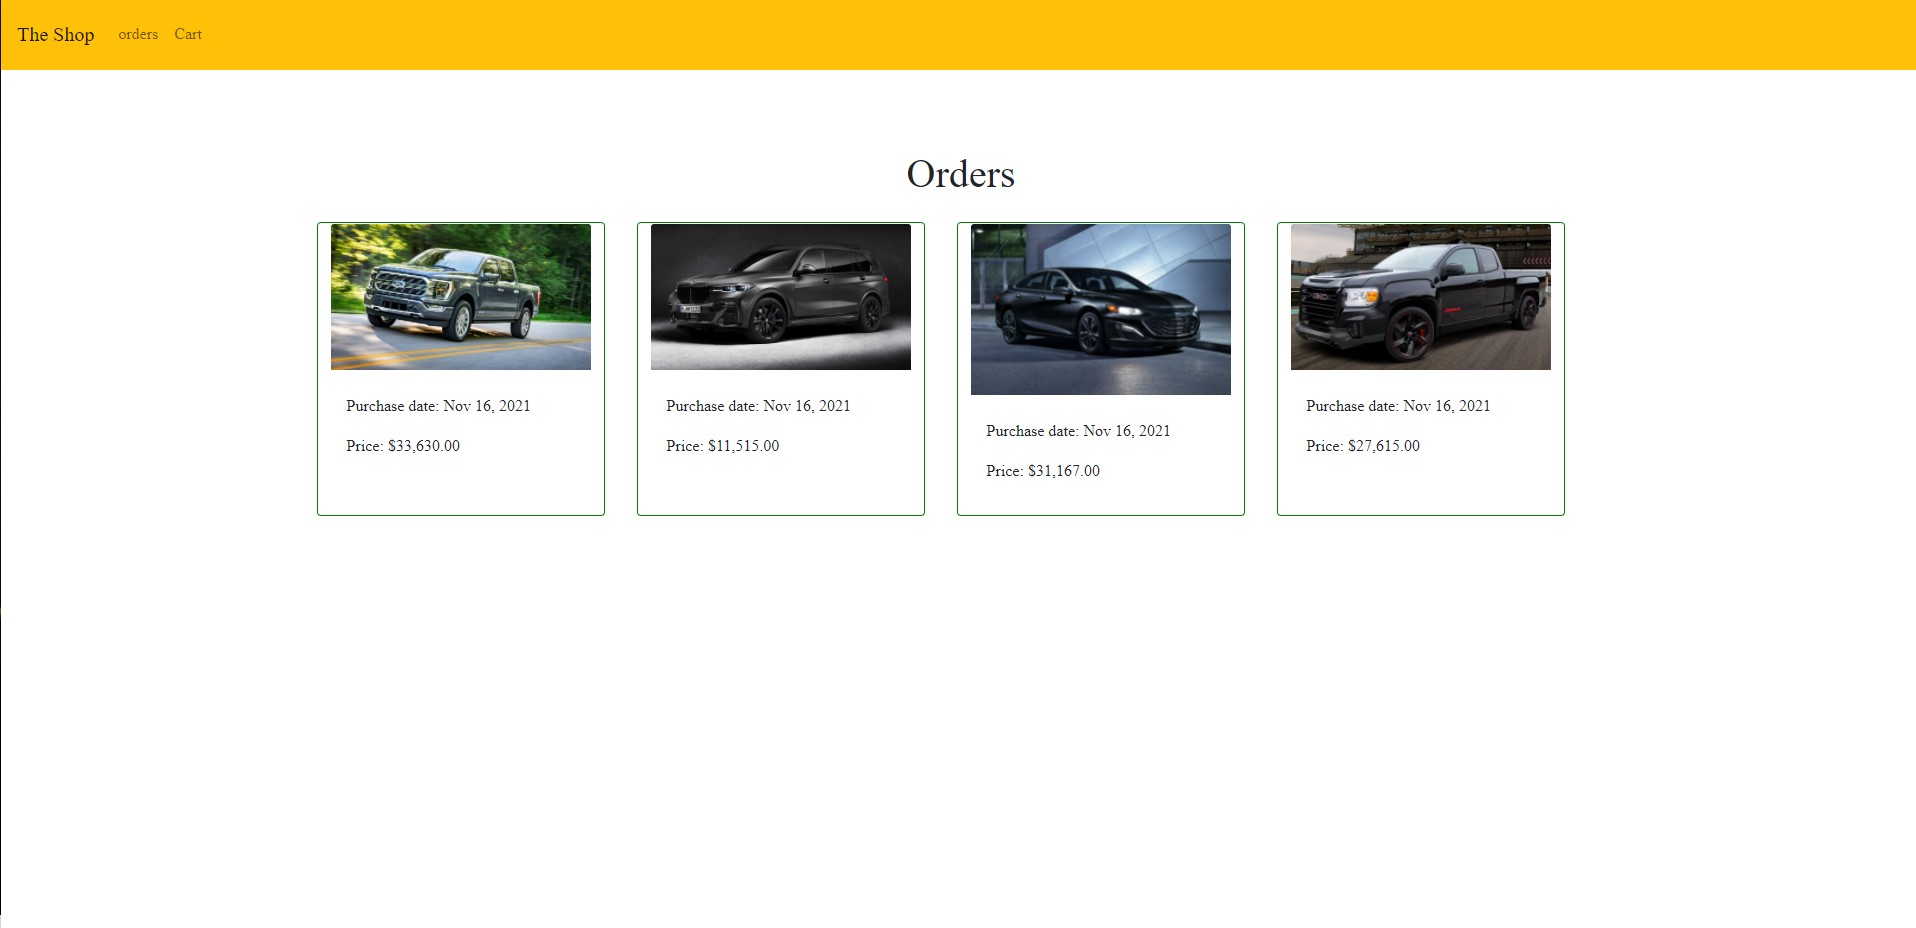 The Shop orders Cart
Orders
Purchase date: Nov 16, 2021
Price: $33,630.00
Purchase date: Nov 16, 2021
Price: $11,515.00
Purchase date: Nov 16, 2021
Price: $31,167.00
Purchase date: Nov 16, 2021
Price: $27,615.00